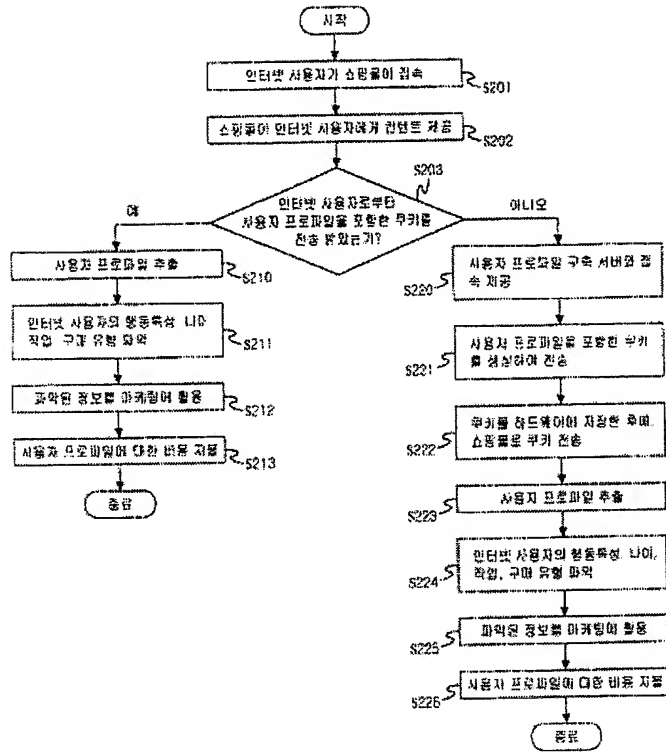 시작
인터넷 사용자가 쇼핑몰에 접속
S201
쇼핑몰이 인터넷 사용자에게 컨텐트 제공
S202
S203
인터넷 사용자로부터
사용자 프로파일을 포함한 쿠키를
전송 받았는가?
예
아니오
사용자 프로파일 추출
S210
인터넷 사용자의 행동특성, 나이,
직업, 구매 유형 파악
S211
파악된 정보를 마케팅에 활용
S212
사용자 프로파일에 대한 비용 지불
S213
종료
사용자 프로파일 구축 서버와 접
속 제공
S220
사용자 프로파일을 포함한 쿠키
를 생성하여 전송
S221
쿠키를 하드웨어에 저장한 후에,
쇼핑몰로 쿠키 전송
S222
사용자 프로파일 추출
S223
인터넷 사용자의 행동특성, 나이,
직업, 구매 유형 파악
S224
파악된 정보를 마케팅에 활용
S225
사용자 프로파일에 대한 비용 지불
S226
종료